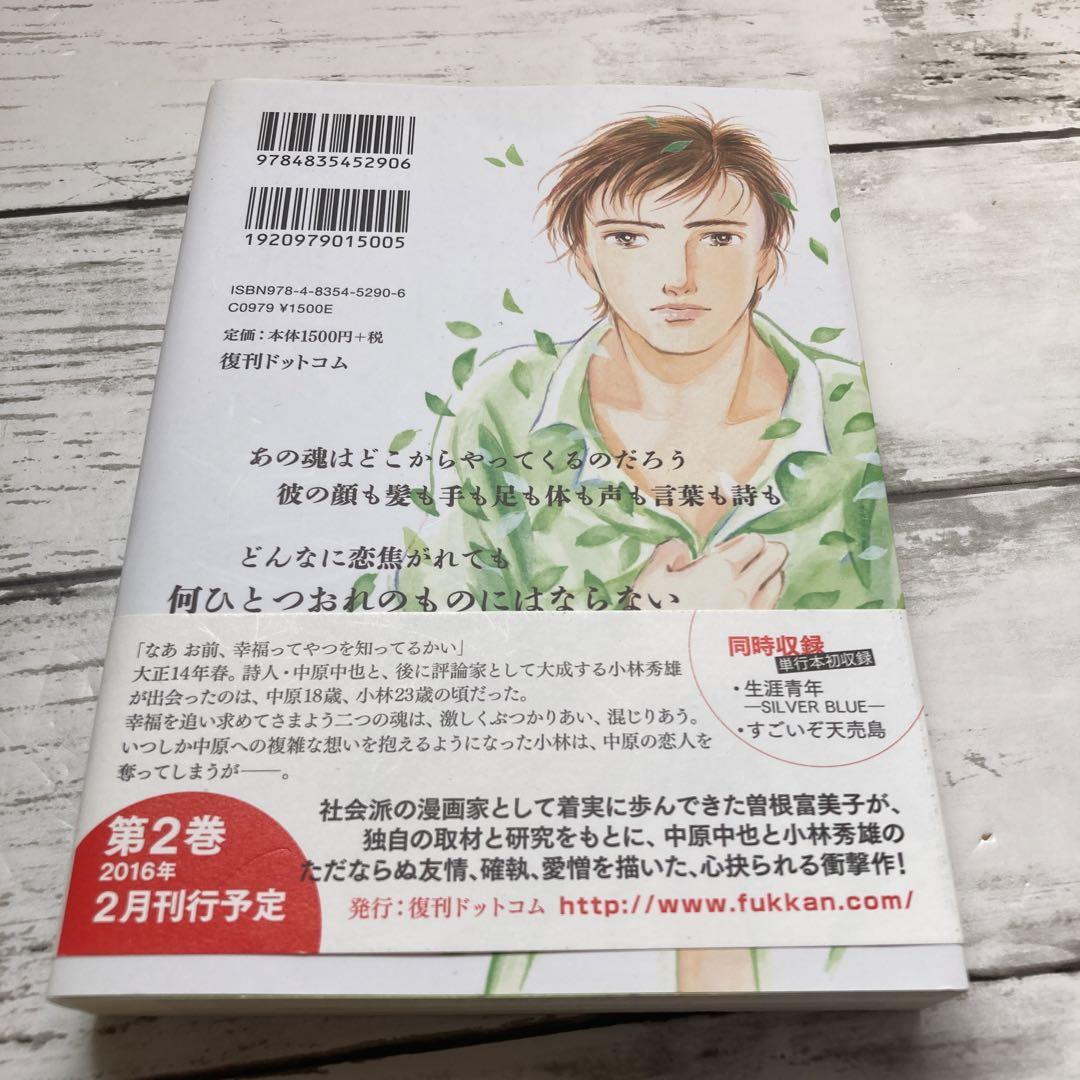 9784835452906
1920979015005
ISBN978-4-8354-5290-6
C0979 ¥1500E
定価：本体1500円+税
復刊ドットコム
あの魂はどこからやってくるのだろう
彼の顔も髪も手も足も体も声も言葉も詩も
どんなに恋焦がれても
何ひとつおれのものにはならない
「なあ お前、幸福ってやつを知ってるかい」
大正14年春。詩人・中原中也と、後に評論家として大成する小林秀雄
が出会ったのは、中原18歳、小林23歳の頃だった。
幸福を追い求めてさまよう二つの魂は、激しくぶつかりあい、混じりあう。
いつしか中原への複雑な想いを抱えるようになった小林は、中原の恋人を
奪ってしまうが――。
同時収録
単行本初収録
・生涯青年
―SILVER BLUE―
・すごいぞ天売島
社会派の漫画家として着実に歩んできた曽根富美子が、
独自の取材と研究をもとに、中原中也と小林秀雄の
ただならぬ友情、確執、愛憎を描いた、心抉られる衝撃作！
第2巻
2016年
2月刊行予定
発行：復刊ドットコム http://www.fukkan.com/